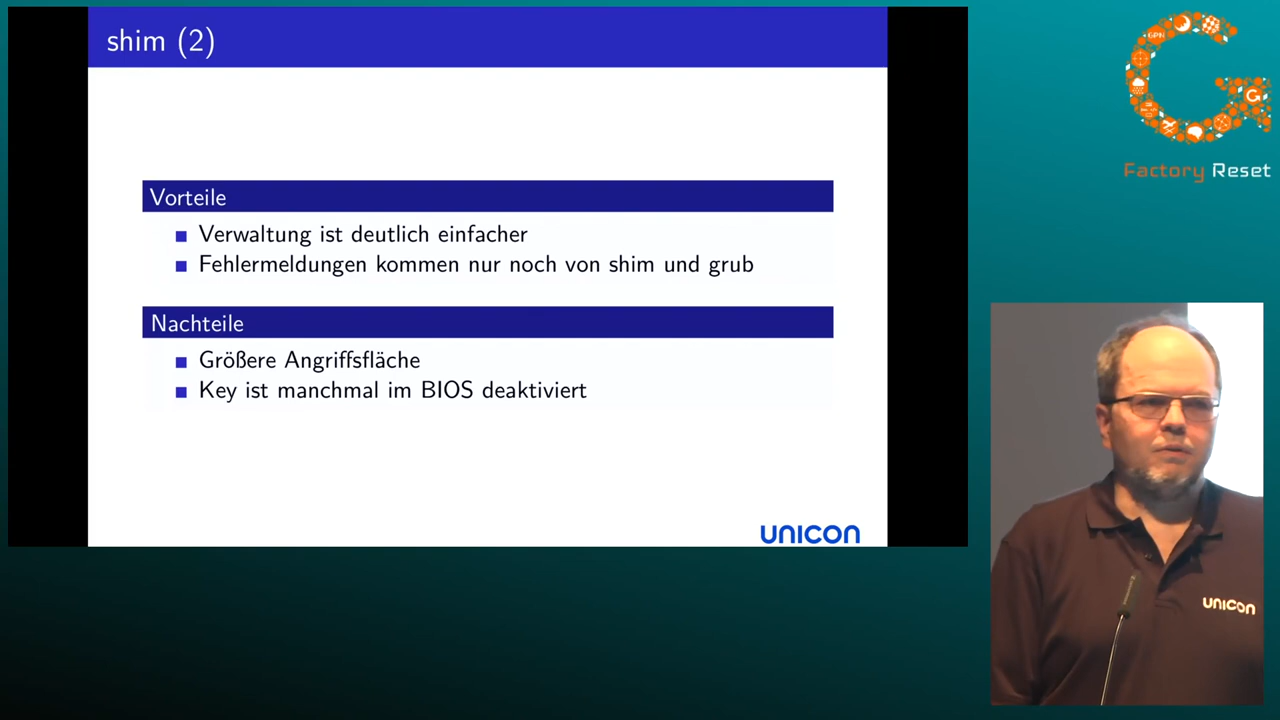 shim (2)
Vorteile
Verwaltung ist deutlich einfacher
Fehlermeldungen kommen nur noch von shim und grub
Nachteile
Größere Angriffsfläche
Key ist manchmal im BIOS deaktiviert
UNICON
Factory Reset
UNICON